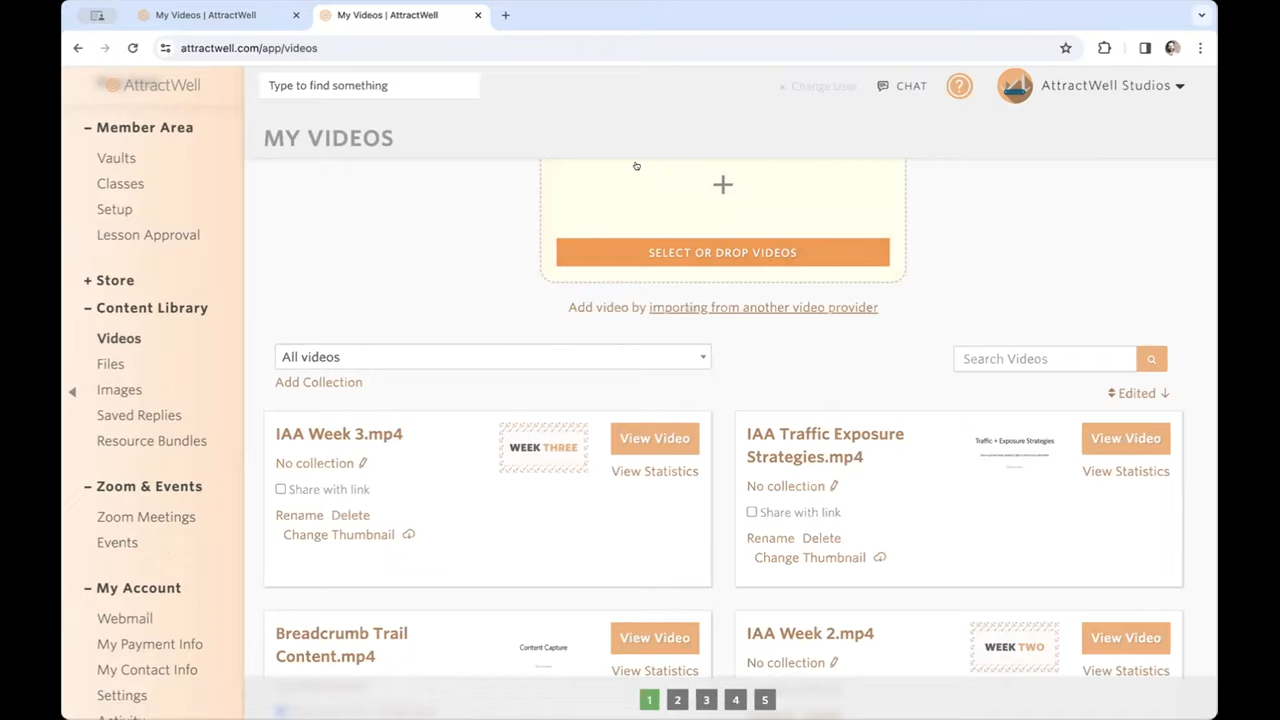 My Videos | AttractWell
My Videos | AttractWell
attractwell.com/app/videos
AttractWell
Type to find something
× Change User
CHAT
?
AttractWell Studios
MY VIDEOS
– Member Area
Vaults
Classes
Setup
Lesson Approval
+ Store
– Content Library
Videos
Files
Images
Saved Replies
Resource Bundles
– Zoom & Events
Zoom Meetings
Events
– My Account
Webmail
My Payment Info
My Contact Info
Settings
+
SELECT OR DROP VIDEOS
Add video by importing from another video provider
All videos
Add Collection
Search Videos
Edited ↓
IAA Week 3.mp4
No collection
Share with link
Rename Delete
Change Thumbnail
WEEK THREE
View Video
View Statistics
IAA Traffic Exposure
Strategies.mp4
No collection
Share with link
Rename Delete
Change Thumbnail
Traffic + Exposure Strategies
View Video
View Statistics
Breadcrumb Trail
Content.mp4
Content Capture
View Video
View Statistics
IAA Week 2.mp4
No collection
WEEK TWO
View Video
View Statistics
1 2 3 4 5